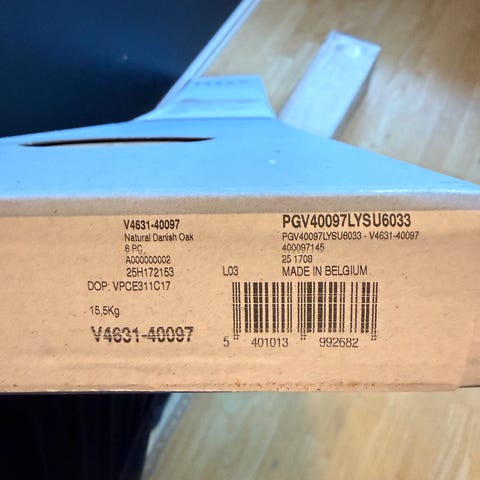 V4631-40097
Natural Danish Oak
6 PC
A000000002
25H172153
DOP: VPCE311C17
15,5Kg
V4631-40097
PGV40097LYSU6033
PGV40097LYSU6033 - V4631-40097
400097145
25 1708
L03 MADE IN BELGIUM
5 401013 992682